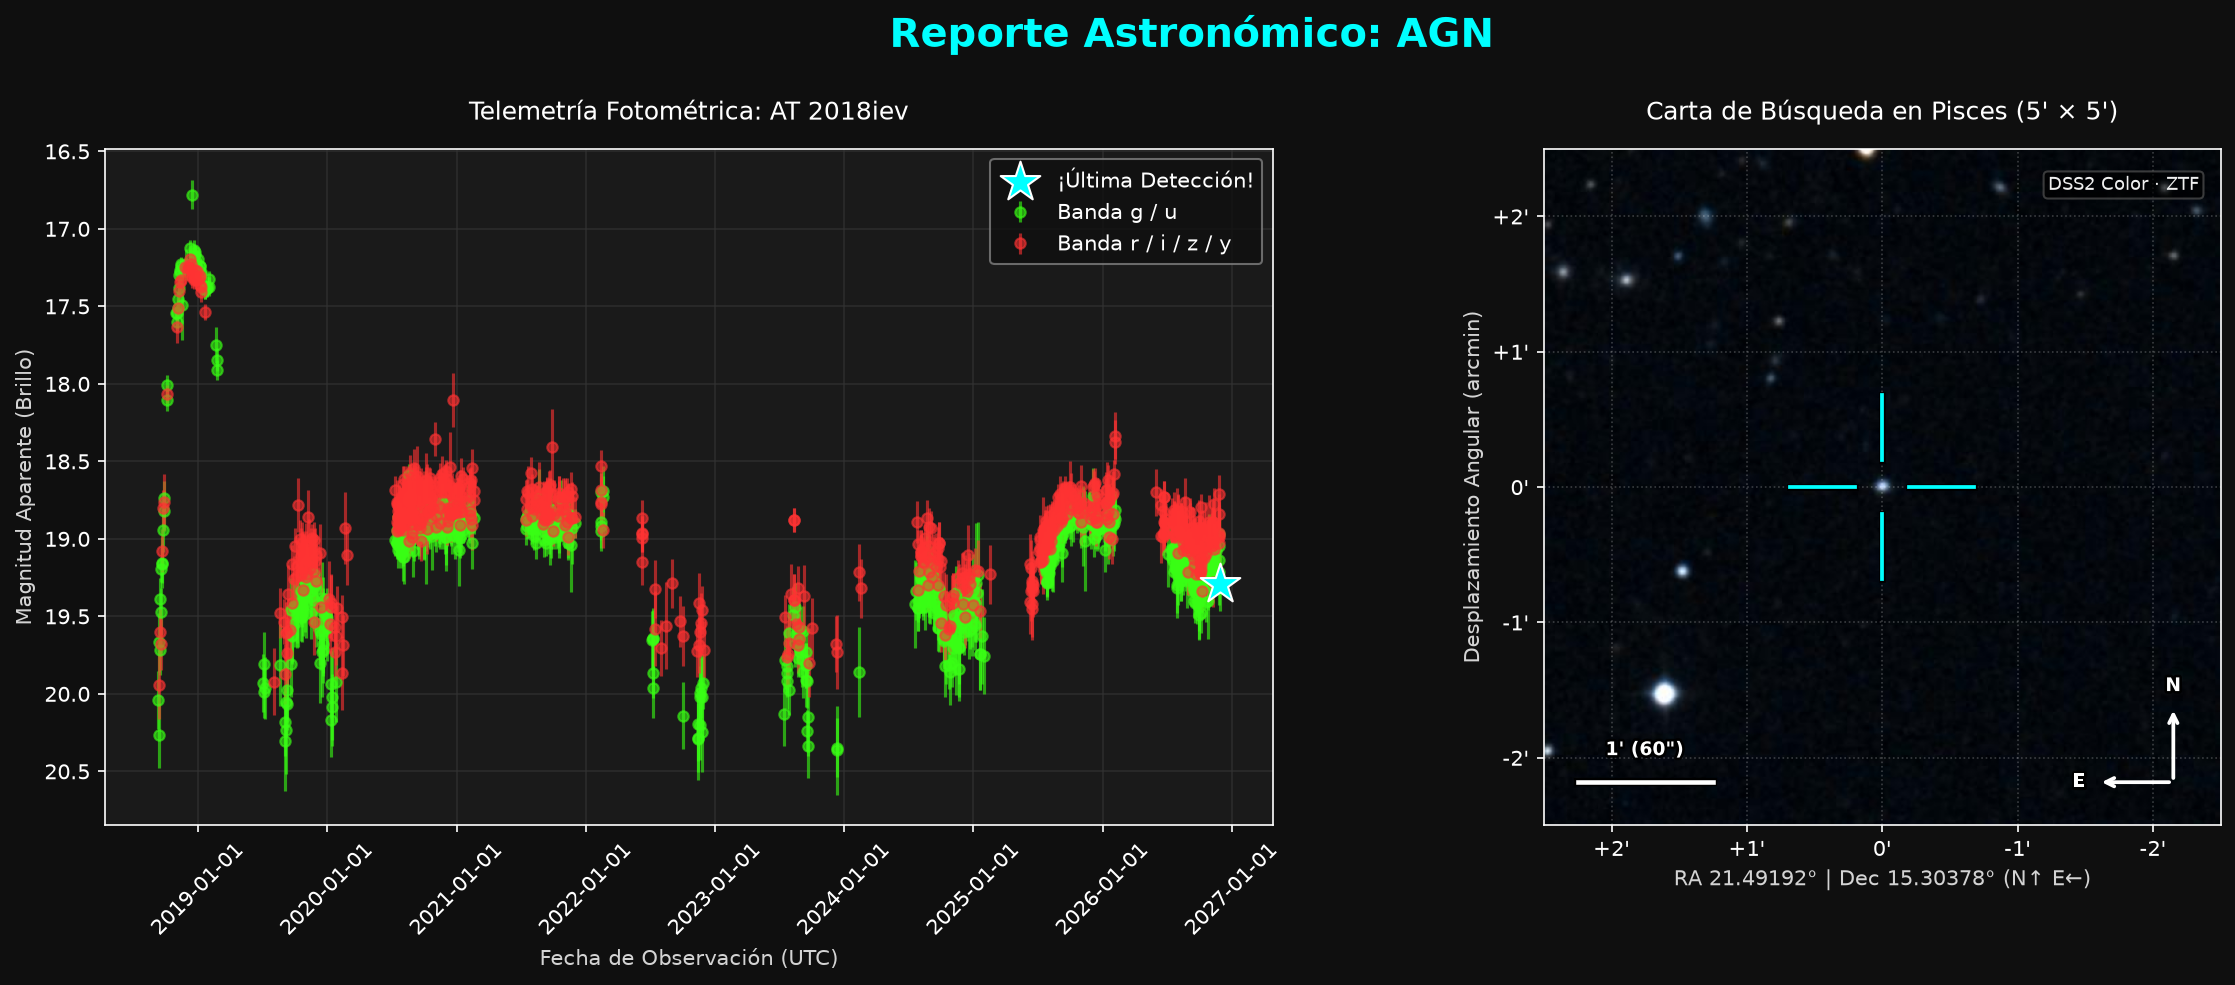 Reporte Astronómico: AGN
Telemetría Fotométrica: AT 2018iev
Magnitud Aparente (Brillo)
16.5
17.0
17.5
18.0
18.5
19.0
19.5
20.0
20.5
¡Última Detección!
Banda g / u
Banda r / i / z / y
2019-01-01
2020-01-01
2021-01-01
2022-01-01
2023-01-01
2024-01-01
2025-01-01
2026-01-01
2027-01-01
Fecha de Observación (UTC)
Carta de Búsqueda en Pisces (5' × 5')
DSS2 Color · ZTF
Desplazamiento Angular (arcmin)
+2'
+1'
0'
-1'
-2'
N
E
1' (60")
+2'
+1'
0'
-1'
-2'
RA 21.49192° | Dec 15.30378° (N↑ E←)